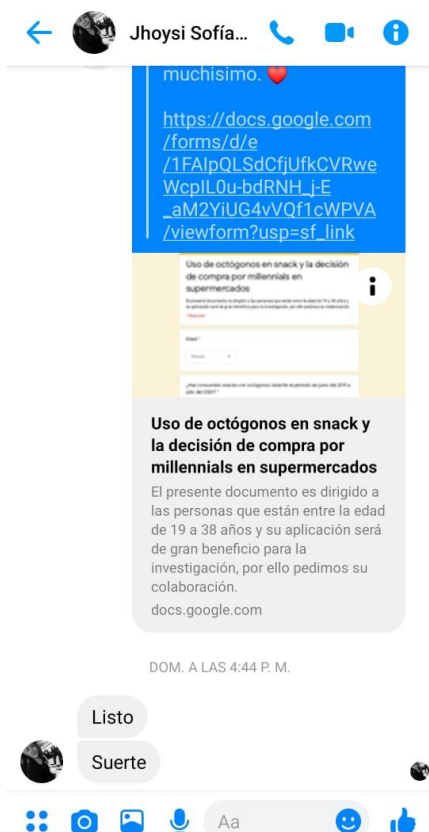 Jhoysi Sofía...
muchisimo. ❤️
https://docs.google.com
/forms/d/e
/1FAIpQLSdCfjUfkCVRwe
WcpIL0u-bdRNH_j-E
_aM2YiUG4vVQf1cWPVA
/viewform?usp=sf_link
Uso de octógonos en snack y la decisión
de compra por millennials en
supermercados
Edad *
Uso de octógonos en snack y
la decisión de compra por
millennials en supermercados
El presente documento es dirigido a
las personas que están entre la edad
de 19 a 38 años y su aplicación será
de gran beneficio para la
investigación, por ello pedimos su
colaboración.
docs.google.com
DOM. A LAS 4:44 P. M.
Listo
Suerte
Aa